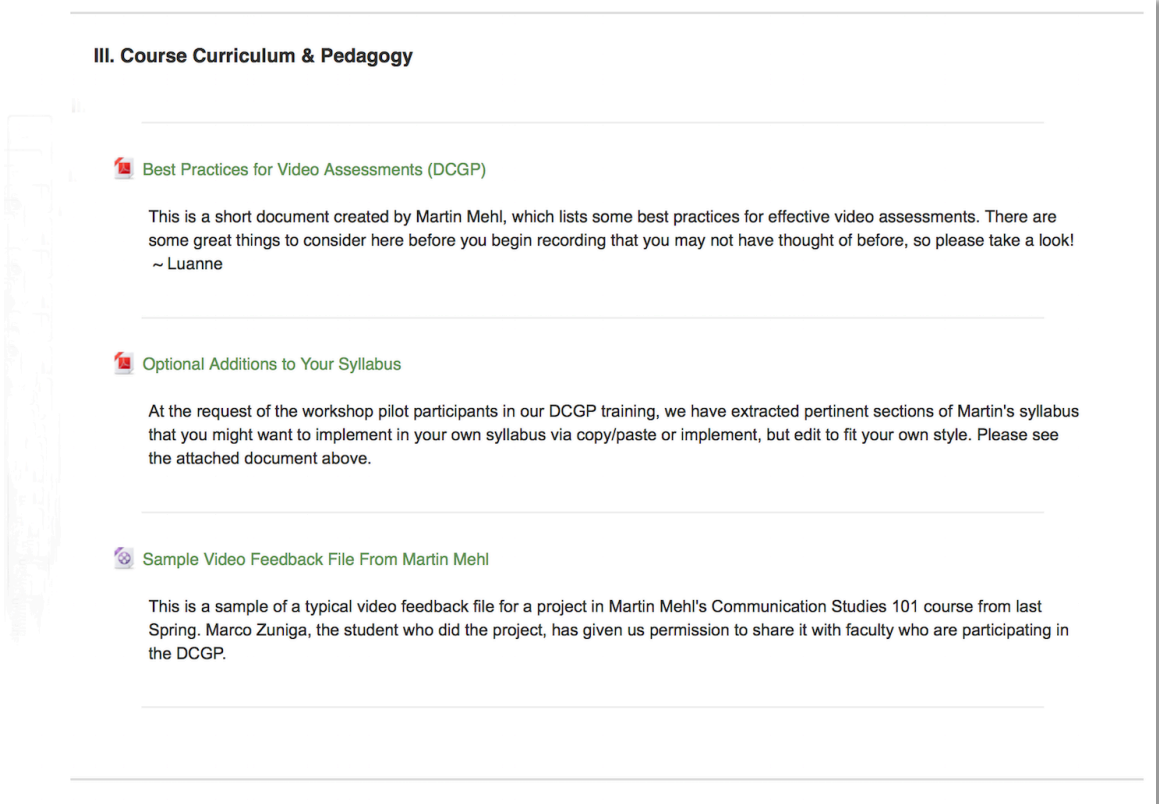 III. Course Curriculum & Pedagogy
Best Practices for Video Assessments (DCGP)
This is a short document created by Martin Mehl, which lists some best practices for effective video assessments. There are
some great things to consider here before you begin recording that you may not have thought of before, so please take a look!
~ Luanne
Optional Additions to Your Syllabus
At the request of the workshop pilot participants in our DCGP training, we have extracted pertinent sections of Martin's syllabus
that you might want to implement in your own syllabus via copy/paste or implement, but edit to fit your own style. Please see
the attached document above.
Sample Video Feedback File From Martin Mehl
This is a sample of a typical video feedback file for a project in Martin Mehl's Communication Studies 101 course from last
Spring. Marco Zuniga, the student who did the project, has given us permission to share it with faculty who are participating in
the DCGP.